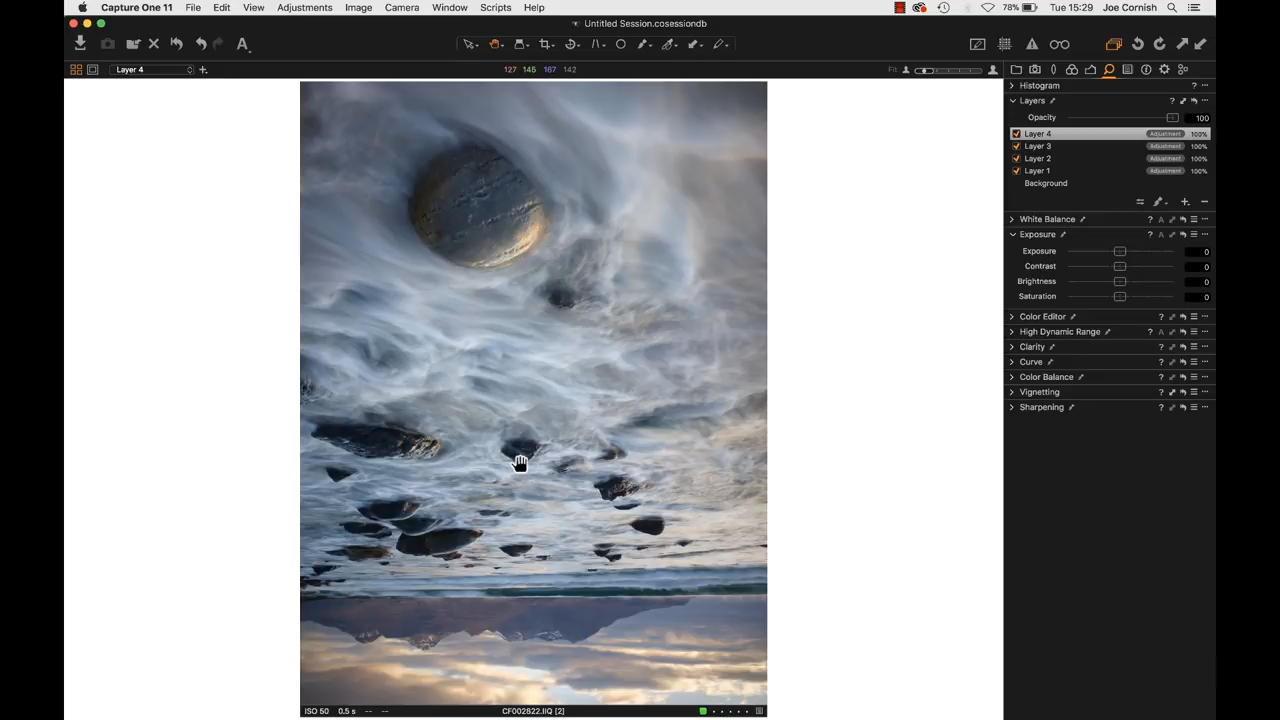 Capture One 11 File Edit View Adjustments Image Camera Window Scripts Help 78% Tue 15:29 Joe Cornish
Untitled Session.cosessiondb
A
Layer 4 127 145 167 142 Fit
Histogram ?
Layers ?
Opacity 100
Layer 4 Adjustment 100%
Layer 3 Adjustment 100%
Layer 2 Adjustment 100%
Layer 1 Adjustment 100%
Background
White Balance ? A
Exposure ? A
Exposure 0
Contrast 0
Brightness 0
Saturation 0
Color Editor ?
High Dynamic Range ? A
Clarity ?
Curve ?
Color Balance ?
Vignetting ?
Sharpening ?
ISO 50 0.5 s -- -- CF002822.IIQ [2]